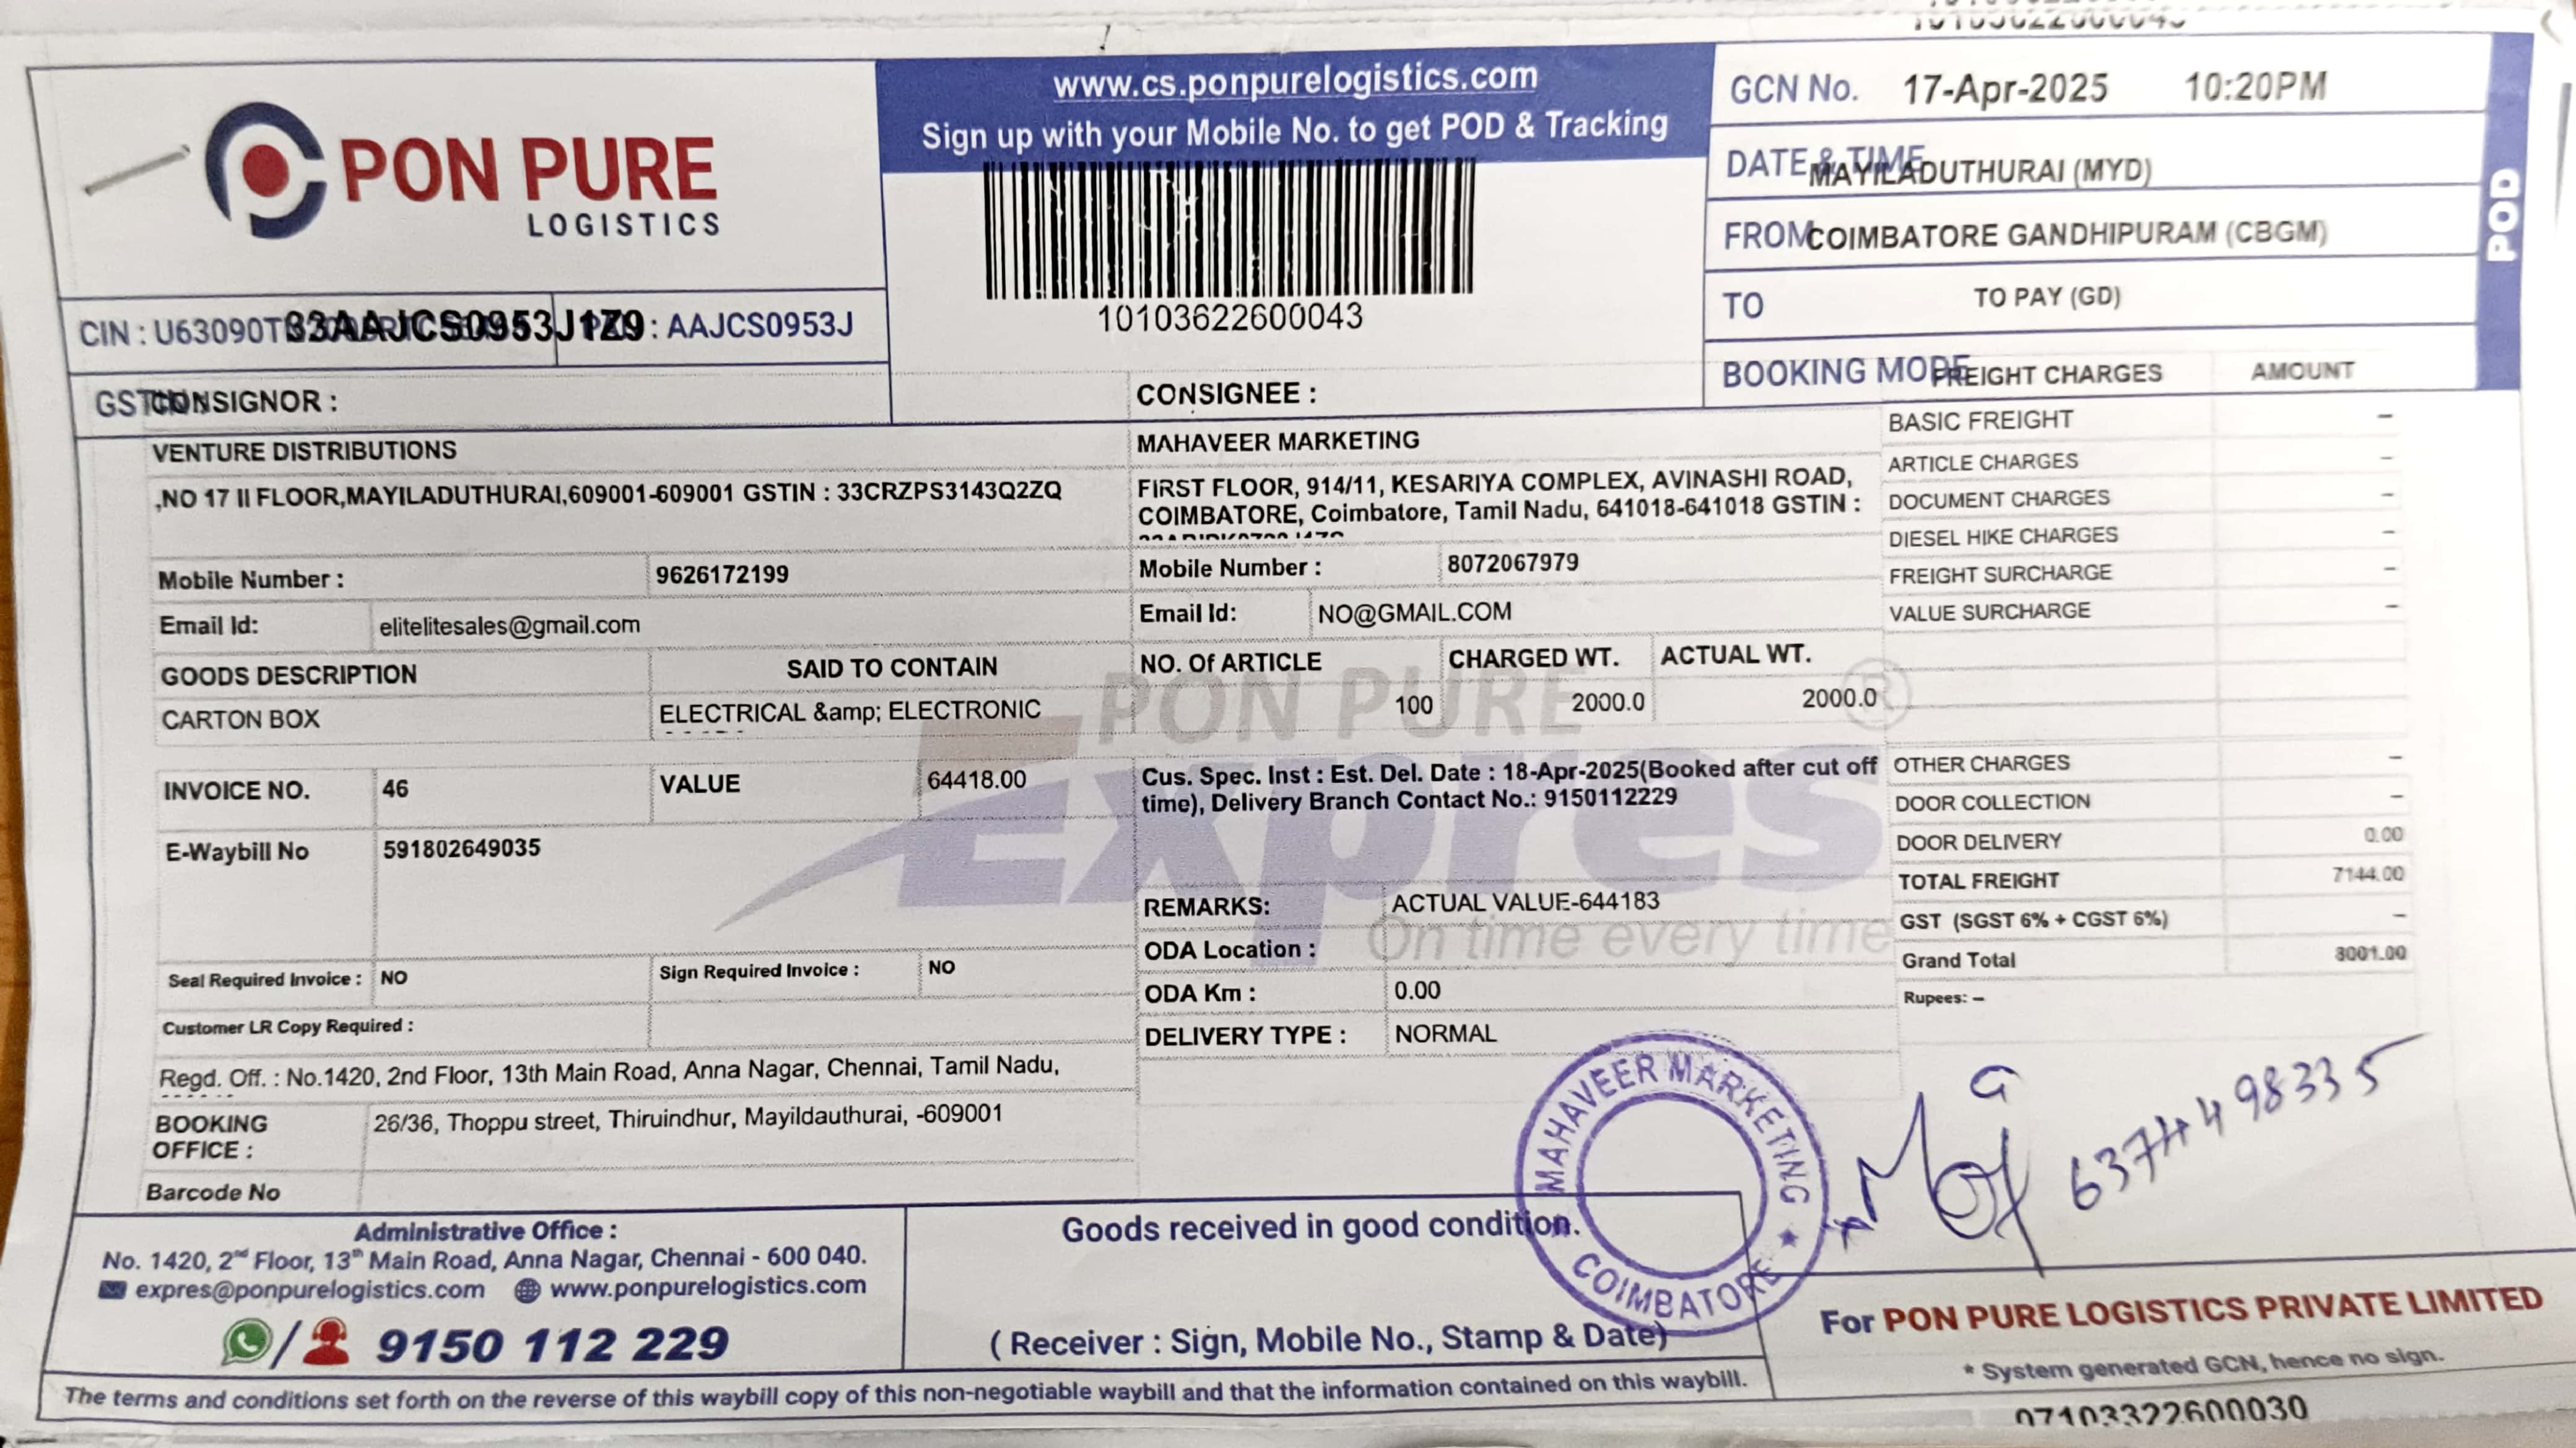 www.cs.ponpurelogistics.com
Sign up with your Mobile No. to get POD & Tracking
PON PURE
LOGISTICS
10103622600043
GCN No. 17-Apr-2025 10:20PM
DATE & TIME MAYILADUTHURAI (MYD)
FROM COIMBATORE GANDHIPURAM (CBGM)
TO TO PAY (GD)
BOOKING MODE
POD
CIN : U63090T 33AAJCS0953J1Z9 : AAJCS0953J
GSTIN CONSIGNOR :
CONSIGNEE :
FREIGHT CHARGES AMOUNT
VENTURE DISTRIBUTIONS
,NO 17 II FLOOR,MAYILADUTHURAI,609001-609001 GSTIN : 33CRZPS3143Q2ZQ
Mobile Number : 9626172199
Email Id: elitelitesales@gmail.com
MAHAVEER MARKETING
FIRST FLOOR, 914/11, KESARIYA COMPLEX, AVINASHI ROAD,
COIMBATORE, Coimbatore, Tamil Nadu, 641018-641018 GSTIN :
Mobile Number : 8072067979
Email Id: NO@GMAIL.COM
GOODS DESCRIPTION SAID TO CONTAIN
CARTON BOX ELECTRICAL &amp; ELECTRONIC
NO. Of ARTICLE CHARGED WT. ACTUAL WT.
100 2000.0 2000.0
INVOICE NO. 46 VALUE 64418.00
E-Waybill No 591802649035
Seal Required Invoice : NO Sign Required Invoice : NO
Customer LR Copy Required :
Regd. Off. : No.1420, 2nd Floor, 13th Main Road, Anna Nagar, Chennai, Tamil Nadu,
BOOKING
OFFICE :
26/36, Thoppu street, Thiruindhur, Mayildauthurai, -609001
Barcode No
PON PURE
Expres
®
On time every time
Cus. Spec. Inst : Est. Del. Date : 18-Apr-2025(Booked after cut off
time), Delivery Branch Contact No.: 9150112229
REMARKS: ACTUAL VALUE-644183
ODA Location :
ODA Km : 0.00
DELIVERY TYPE : NORMAL
BASIC FREIGHT –
ARTICLE CHARGES –
DOCUMENT CHARGES –
DIESEL HIKE CHARGES –
FREIGHT SURCHARGE –
VALUE SURCHARGE –
OTHER CHARGES –
DOOR COLLECTION –
DOOR DELIVERY 0.00
TOTAL FREIGHT 7144.00
GST (SGST 6% + CGST 6%) –
Grand Total 8001.00
Rupees: –
MAHAVEER MARKETING
★ COIMBATORE ★
6374498335
Administrative Office :
No. 1420, 2nd Floor, 13th Main Road, Anna Nagar, Chennai - 600 040.
expres@ponpurelogistics.com www.ponpurelogistics.com
/ 9150 112 229
Goods received in good condition.
( Receiver : Sign, Mobile No., Stamp & Date)
For PON PURE LOGISTICS PRIVATE LIMITED
* System generated GCN, hence no sign.
The terms and conditions set forth on the reverse of this waybill copy of this non-negotiable waybill and that the information contained on this waybill.
07103322600030